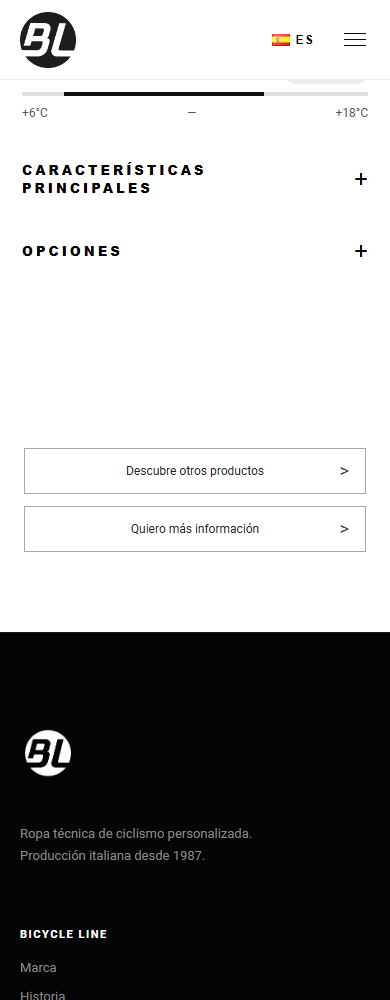 BL
ES
+6°C
—
+18°C
CARACTERÍSTICAS
PRINCIPALES
+
OPCIONES
+
Descubre otros productos >
Quiero más información >
BL
Ropa técnica de ciclismo personalizada.
Producción italiana desde 1987.
BICYCLE LINE
Marca
Historia